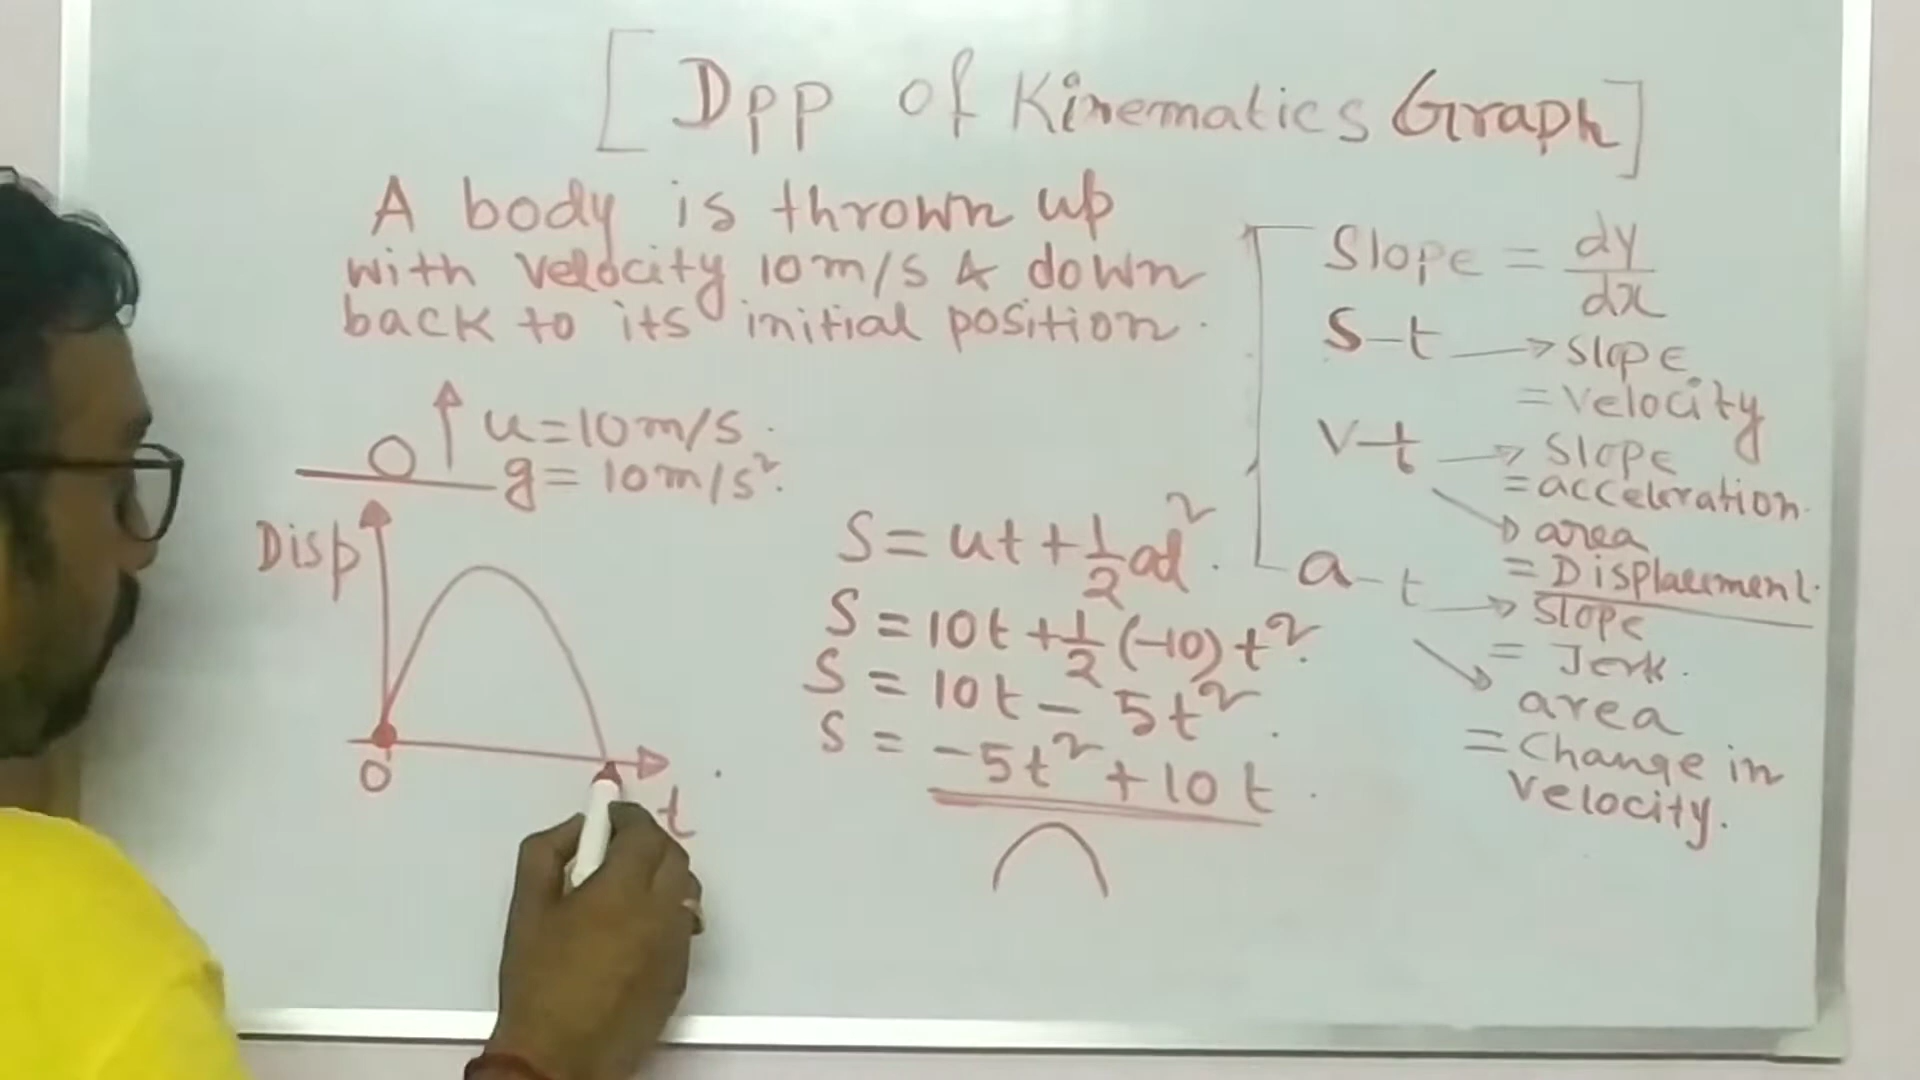 [Dpp of Kinematics Graph]
A body is thrown up
with velocity 10m/s & down
back to its initial position.
u=10m/s.
g=10m/s².
Disp
0
t
S=ut+1/2at².
S=10t+1/2(-10)t².
S=10t-5t².
S=-5t²+10t.
Slope = dy/dx
S-t → Slope
= velocity
v-t → Slope
= acceleration.
area
= Displacement.
a-t → Slope
= Jerk.
area
= Change in
velocity.